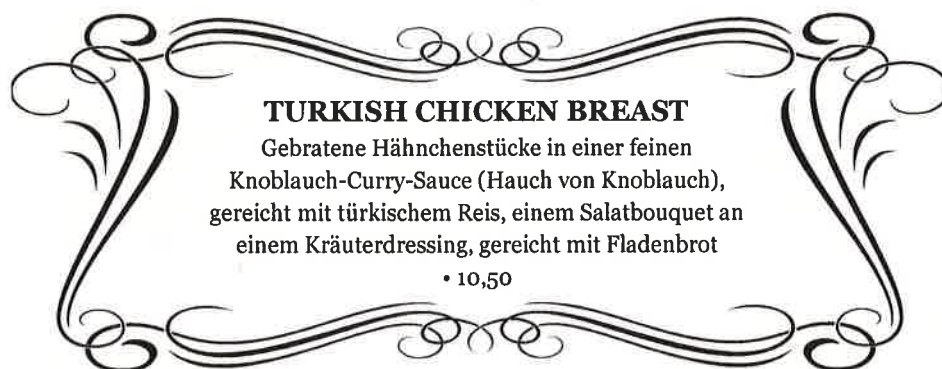 TURKISH CHICKEN BREAST
Gebratene Hähnchenstücke in einer feinen
Knoblauch-Curry-Sauce (Hauch von Knoblauch),
gereicht mit türkischem Reis, einem Salatbouquet an
einem Kräuterdressing, gereicht mit Fladenbrot
• 10,50